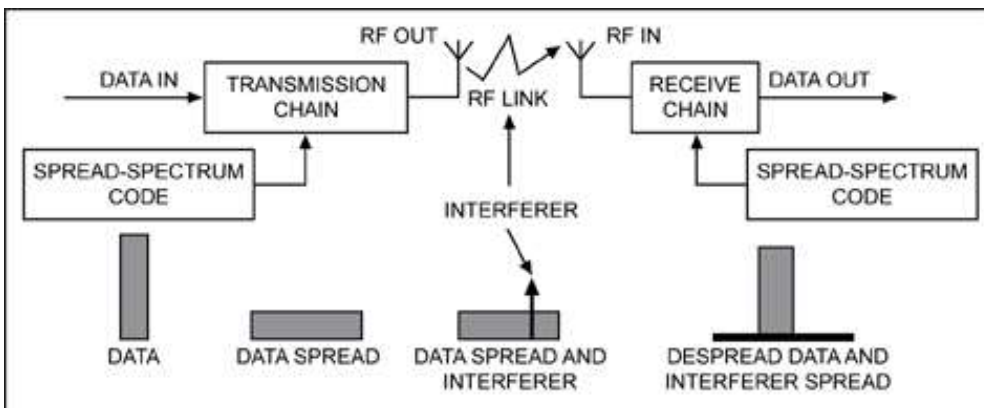 RF OUT
RF IN
DATA IN
TRANSMISSION
CHAIN
RF LINK
RECEIVE
CHAIN
DATA OUT
SPREAD-SPECTRUM
CODE
INTERFERER
SPREAD-SPECTRUM
CODE
DATA
DATA SPREAD
DATA SPREAD AND
INTERFERER
DESPREAD DATA AND
INTERFERER SPREAD